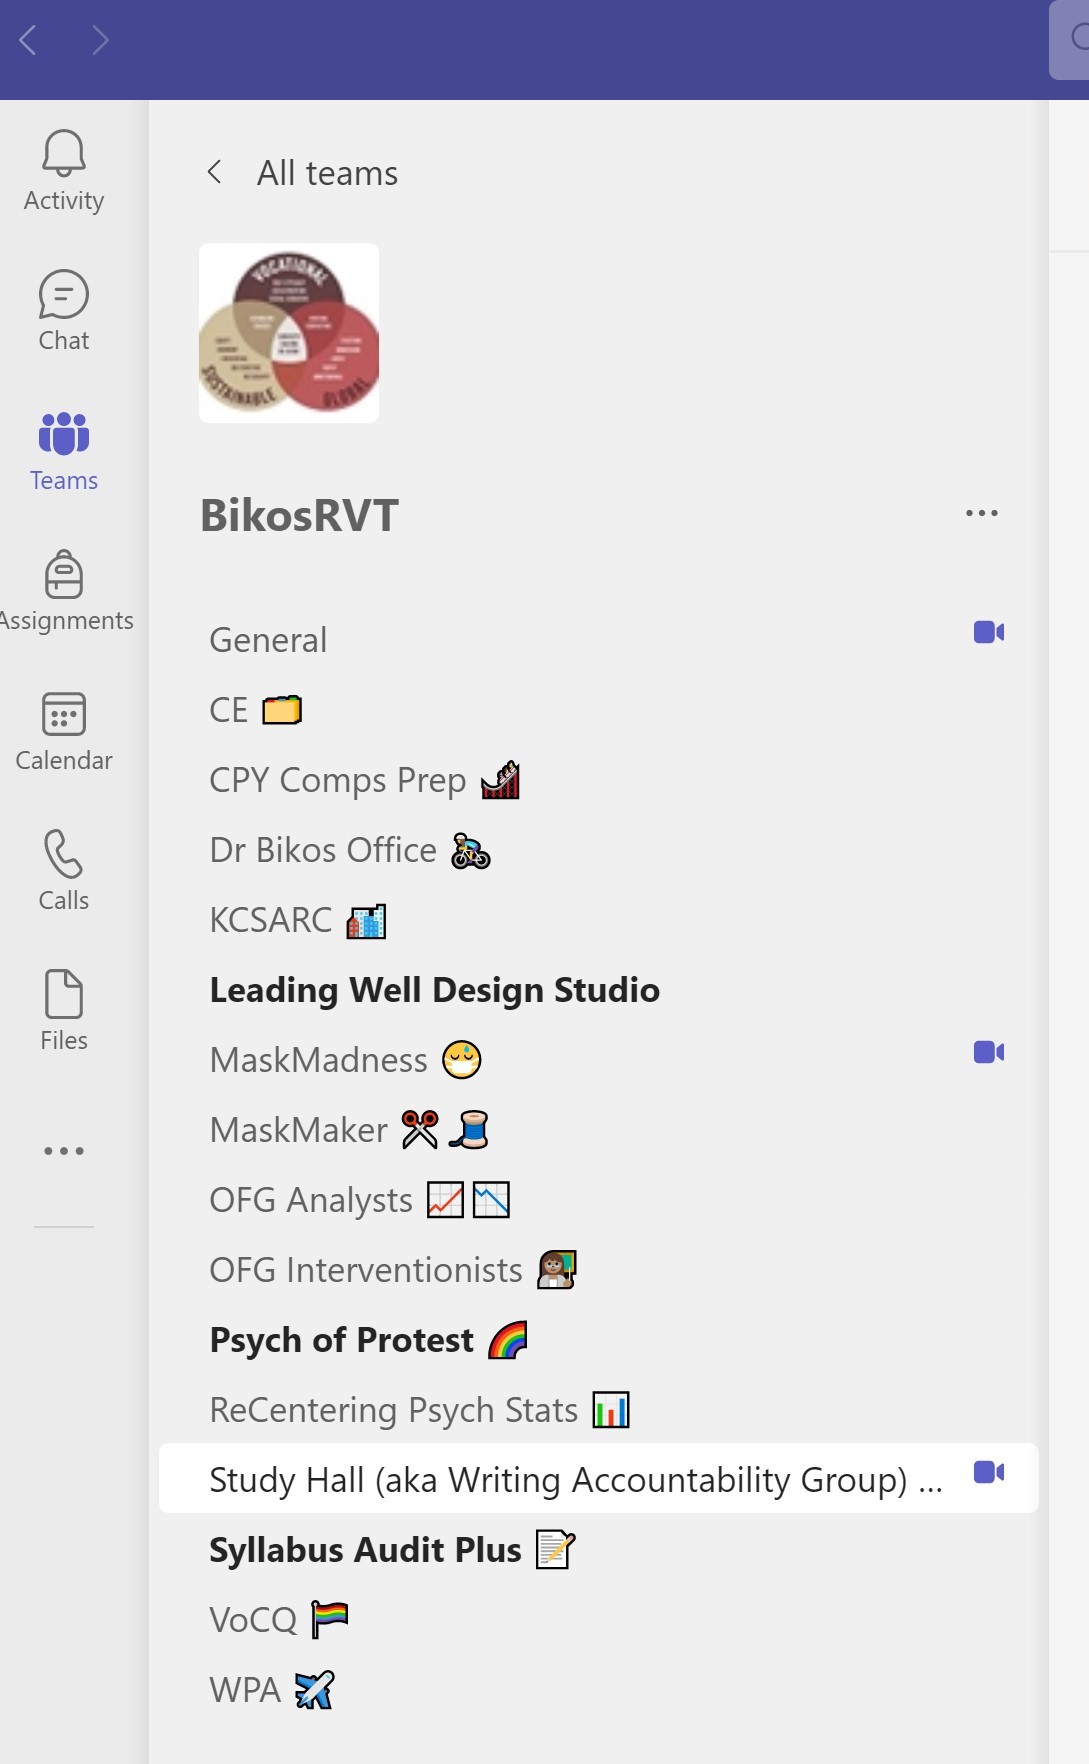 All teams
Activity
VOCATIONAL
Chat
SUSTAINABLE
GLOBAL
Teams
BikosRVT
...
Assignments
General
CE 🗂️
Calendar
CPY Comps Prep 🎢
Dr Bikos Office 🚴
Calls
KCSARC 🏙️
Leading Well Design Studio
Files
MaskMadness 😷
MaskMaker ✂️🧵
...
OFG Analysts 📈📉
OFG Interventionists 👩🏽‍🏫
Psych of Protest 🌈
ReCentering Psych Stats 📊
Study Hall (aka Writing Accountability Group) ...
Syllabus Audit Plus 📝
VoCQ 🏳️‍🌈
WPA ✈️